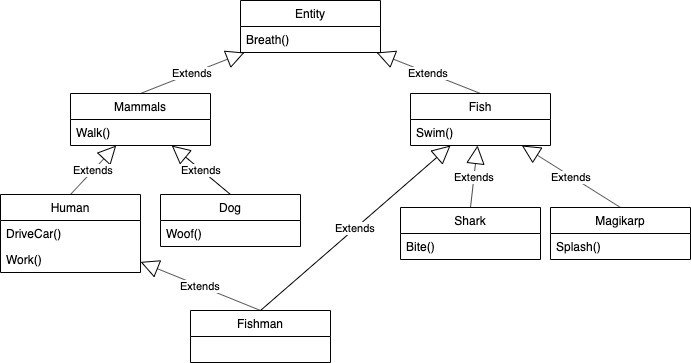 Entity
Breath()
Extends
Extends
Mammals
Walk()
Fish
Swim()
Extends
Extends
Extends
Extends
Human
DriveCar()
Work()
Dog
Woof()
Extends
Shark
Bite()
Magikarp
Splash()
Extends
Fishman